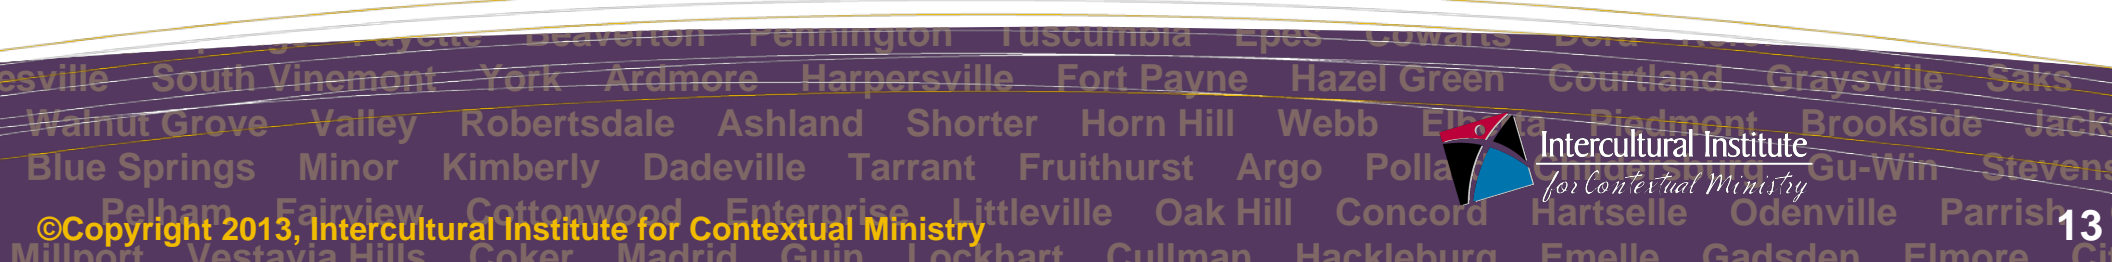 Fayette Beaverton Pennington Tuscumbia Epes Cowarts Dora
esville South Vinemont York Ardmore Harpersville Fort Payne Hazel Green Courtland Graysville Saks
Walnut Grove Valley Robertsdale Ashland Shorter Horn Hill Webb Piedmont Brookside Jacks
Intercultural Institute
Blue Springs Minor Kimberly Dadeville Tarrant Fruithurst Argo Childersburg Gu-Win Stevens
for Contextual Ministry
Pelham Fairview Cottonwood Enterprise Littleville Oak Hill Concord Hartselle Odenville Parrish
©Copyright 2013, Intercultural Institute for Contextual Ministry
13
Millport Vestavia Hills Coker Madrid Guin Lockhart Cullman Hackleburg Emelle Gadsden Elmore